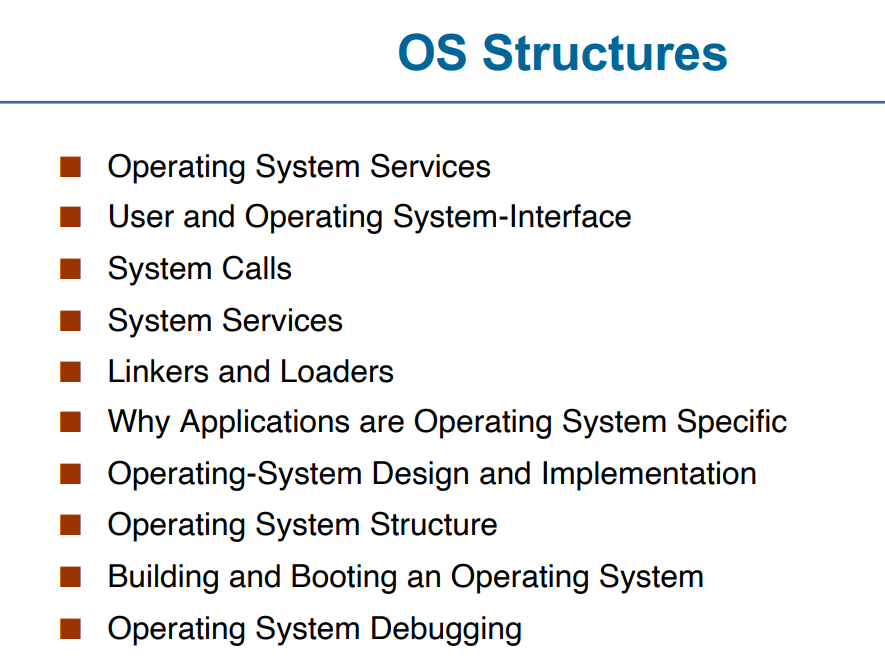 OS Structures
Operating System Services
User and Operating System-Interface
System Calls
System Services
Linkers and Loaders
Why Applications are Operating System Specific
Operating-System Design and Implementation
Operating System Structure
Building and Booting an Operating System
Operating System Debugging